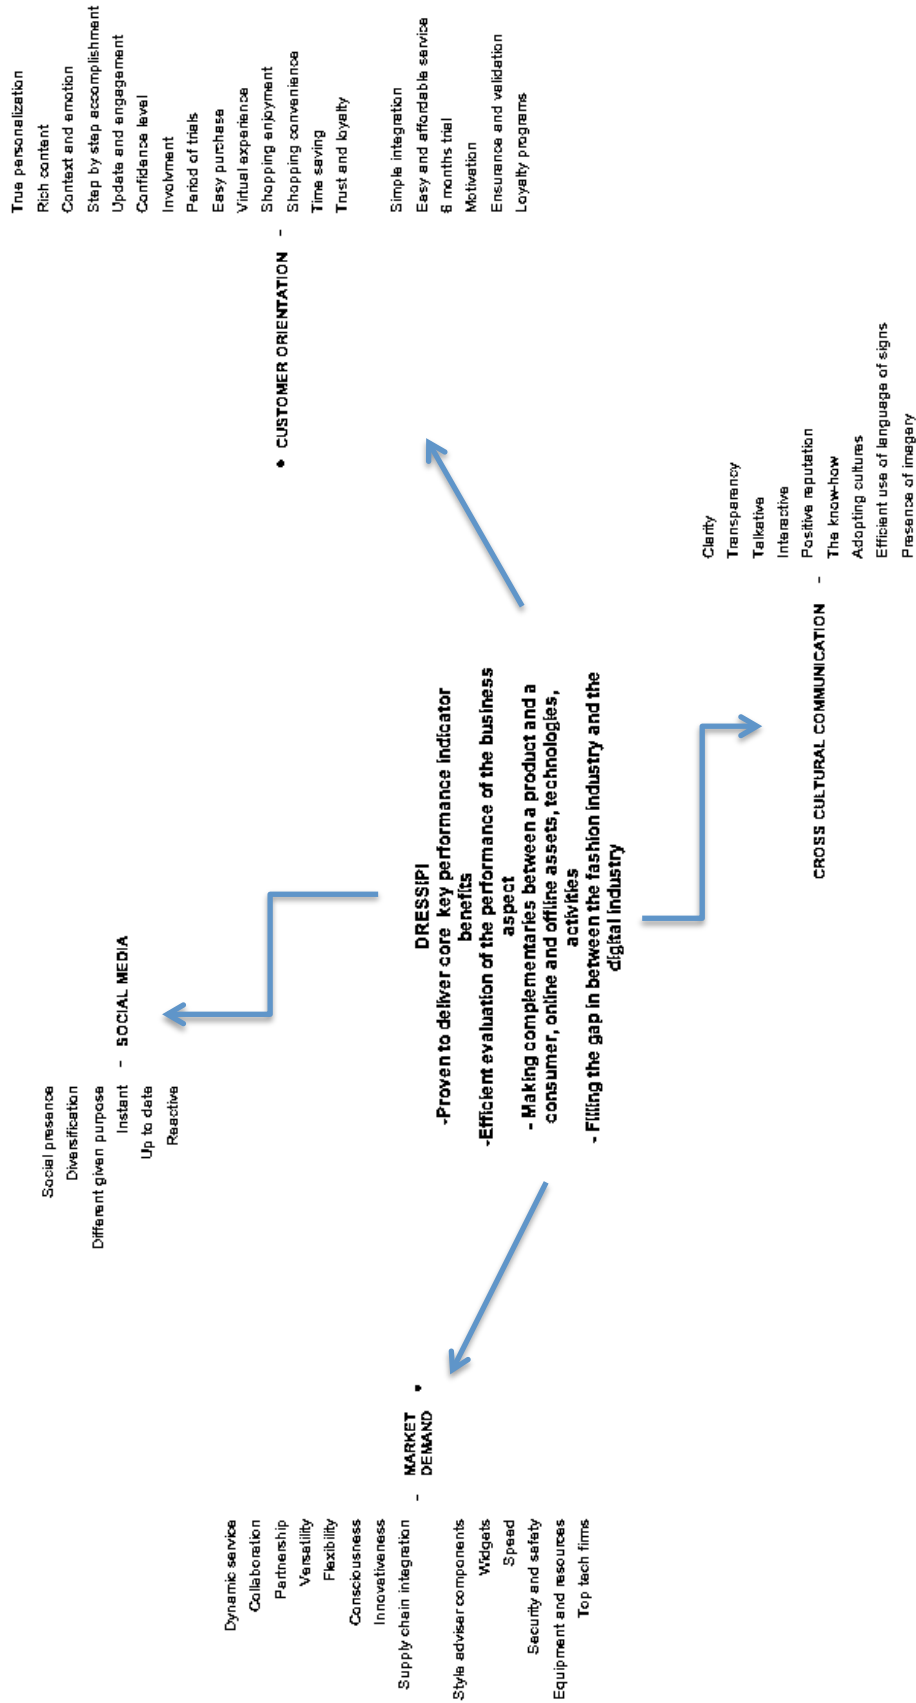 Social presence
Diversification
Different given purpose
Instant - SOCIAL MEDIA
Up to date
Reactive
True personalization
Rich content
Context and emotion
Step by step accomplishment
Update and engagement
Confidence level
Involvment
Period of trials
Easy purchase
Virtual experience
Shopping enjoyment
• CUSTOMER ORIENTATION -
Shopping convenience
Time saving
Trust and loyalty
Simple integration
Easy and affordable service
6 months trial
Motivation
Ensurance and validation
Loyalty programs
Dynamic service
Collaboration
Partnership
Versatility
Flexibility
Consciousness
Innovativeness
Supply chain integration
- MARKET •
DEMAND
Style adviser components
Widgets
Speed
Security and safety
Equipment and resources
Top tech firms
DRESSIPI
-Proven to deliver core key performance indicator
benefits
-Efficient evaluation of the performance of the business
aspect
- Making complementaries between a product and a
consumer, online and offline assets, technologies,
activities
- Filling the gap in between the fashion industry and the
digital industry
Clarity
Transparency
Talkative
Interactive
Positive reputation
CROSS CULTURAL COMMUNICATION -
The know-how
Adopting cultures
Efficient use of language of signs
Presence of imagery